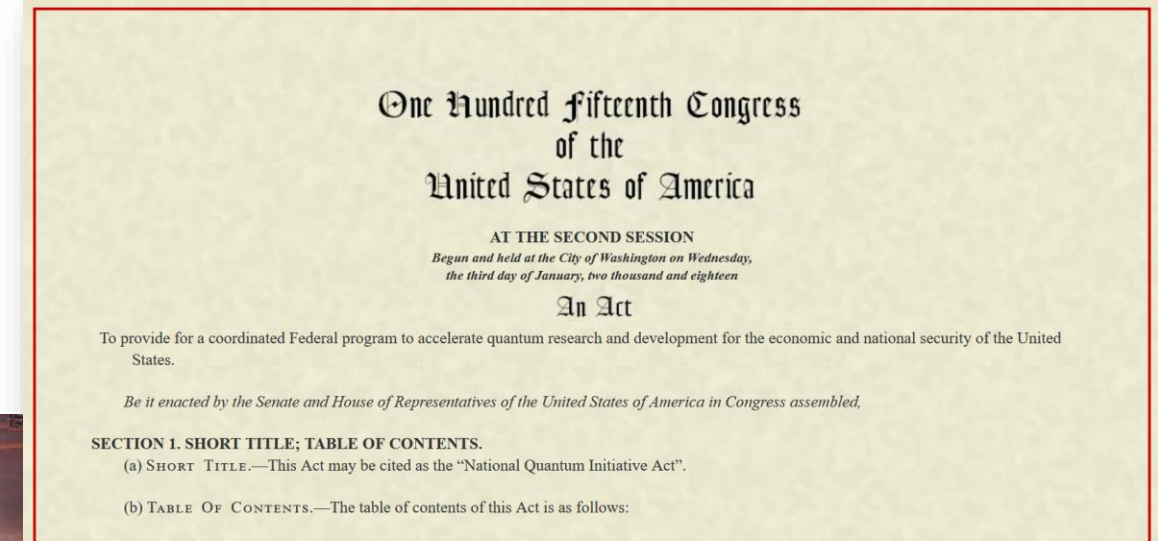 One Hundred Fifteenth Congress
of the
United States of America
AT THE SECOND SESSION
Begun and held at the City of Washington on Wednesday,
the third day of January, two thousand and eighteen
An Act
To provide for a coordinated Federal program to accelerate quantum research and development for the economic and national security of the United
States.
Be it enacted by the Senate and House of Representatives of the United States of America in Congress assembled,
SECTION 1. SHORT TITLE; TABLE OF CONTENTS.
(a) SHORT TITLE.—This Act may be cited as the “National Quantum Initiative Act”.
(b) TABLE OF CONTENTS.—The table of contents of this Act is as follows: